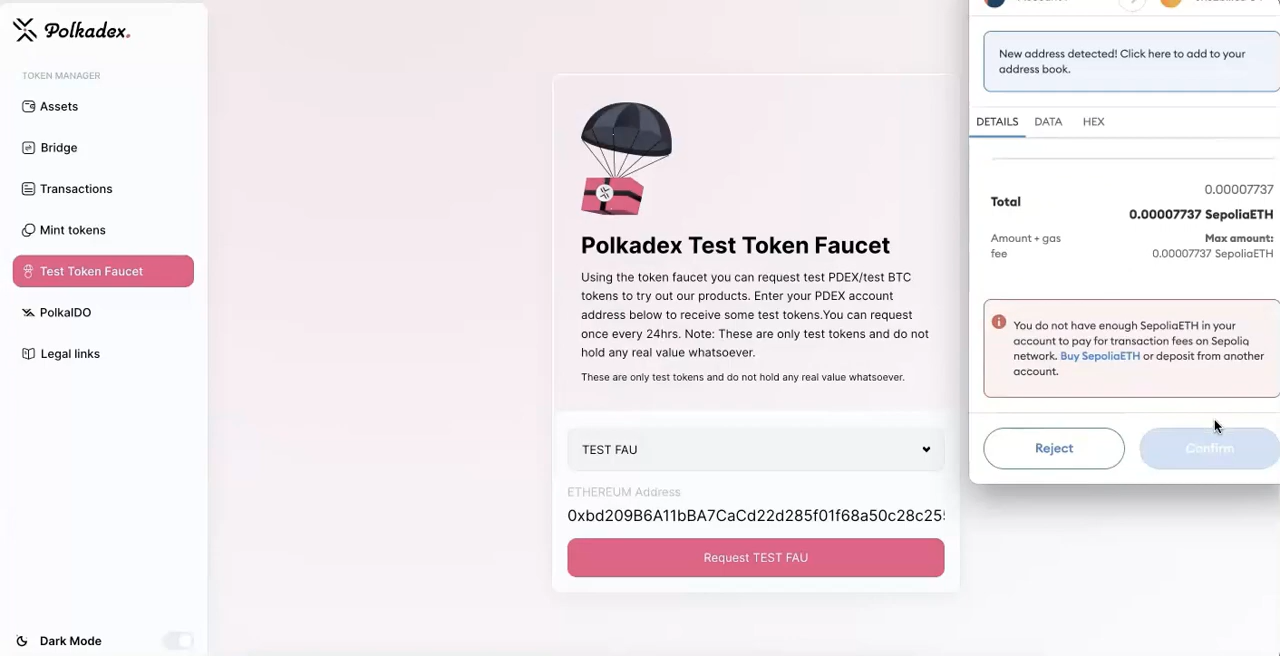 Polkadex.
TOKEN MANAGER
Assets
Bridge
Transactions
Mint tokens
Test Token Faucet
PolkaIDO
Legal links
Dark Mode
Polkadex Test Token Faucet
Using the token faucet you can request test PDEX/test BTC
tokens to try out our products. Enter your PDEX account
address below to receive some test tokens.You can request
once every 24hrs. Note: These are only test tokens and do not
hold any real value whatsoever.
These are only test tokens and do not hold any real value whatsoever.
TEST FAU
ETHEREUM Address
0xbd209B6A11bBA7CaCd22d285f01f68a50c28c25
Request TEST FAU
New address detected! Click here to add to your
address book.
DETAILS DATA HEX
0.00007737
Total
0.00007737 SepoliaETH
Amount + gas
fee
Max amount:
0.00007737 SepoliaETH
You do not have enough SepoliaETH in your
account to pay for transaction fees on Sepolia
network. Buy SepoliaETH or deposit from another
account.
Reject
Confirm